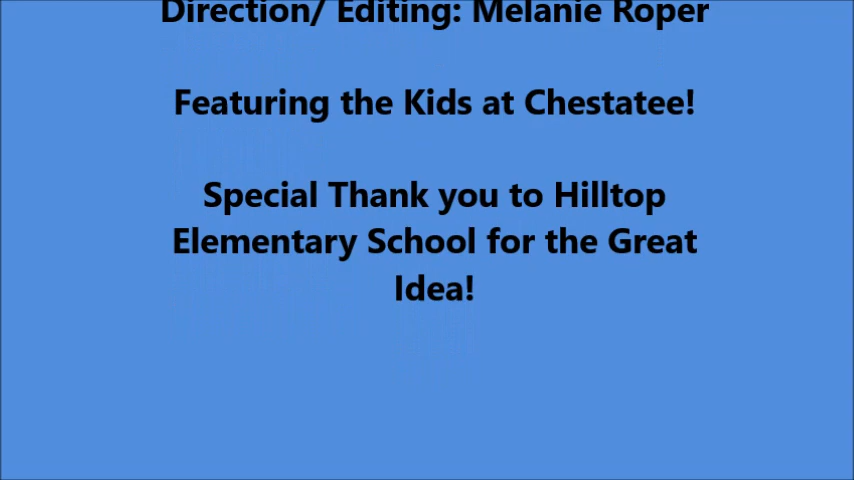 Direction/ Editing: Melanie Roper
Featuring the Kids at Chestatee!
Special Thank you to Hilltop
Elementary School for the Great
Idea!